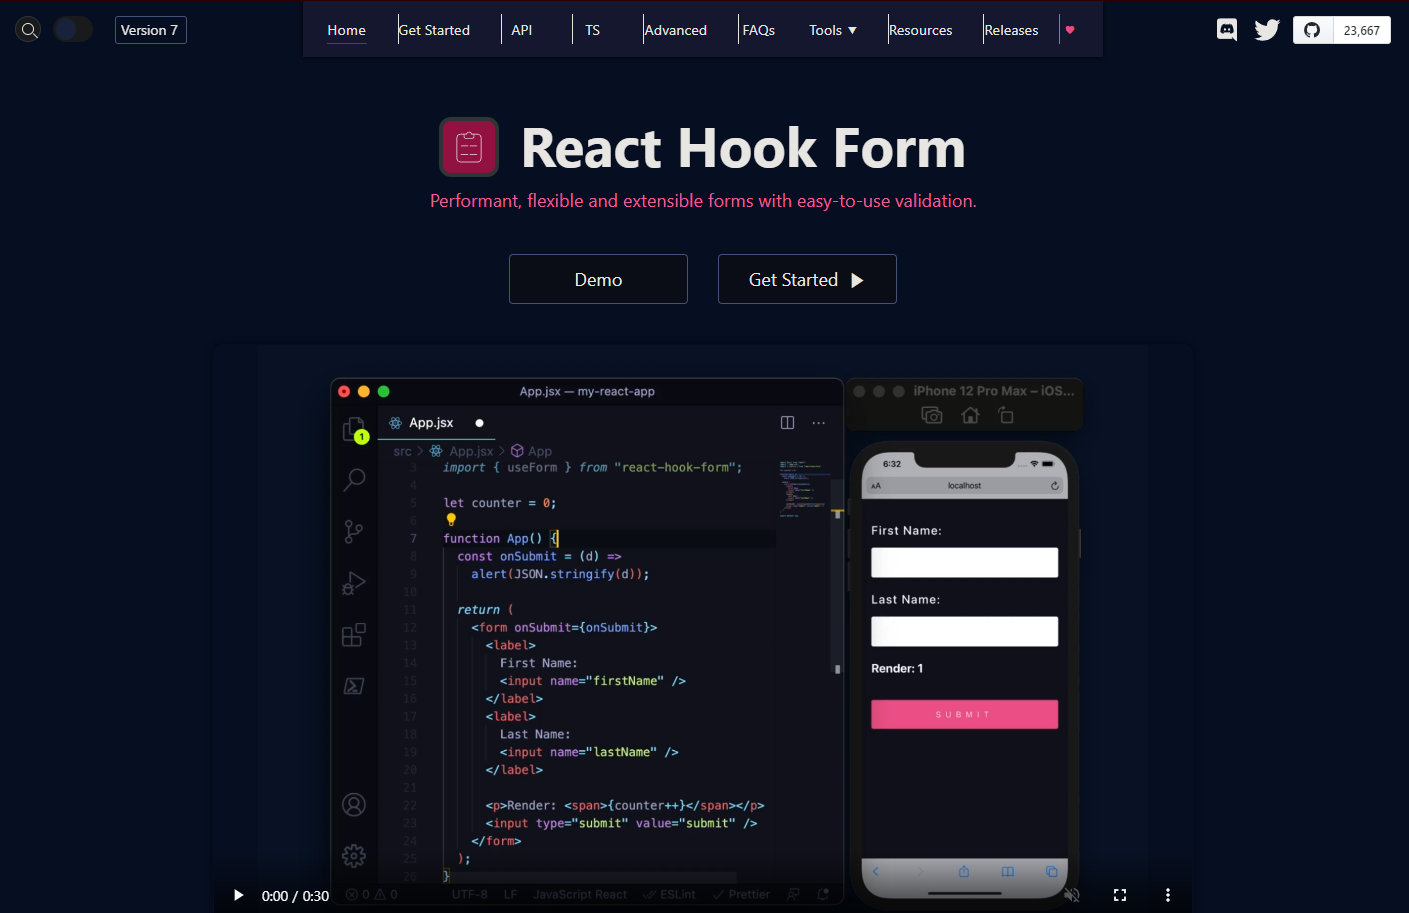 Version 7
Home
Get Started
API
TS
Advanced
FAQs
Tools ▼
Resources
Releases
23,667
React Hook Form
Performant, flexible and extensible forms with easy-to-use validation.
Demo
Get Started
App.jsx — my-react-app
App.jsx
1
src > App.jsx > App
3 import { useForm } from "react-hook-form";
4
5 let counter = 0;
6
7 function App() {
8 const onSubmit = (d) =>
9 alert(JSON.stringify(d));
10
11 return (
12 <form onSubmit={onSubmit}>
13 <label>
14 First Name:
15 <input name="firstName" />
16 </label>
17 <label>
18 Last Name:
19 <input name="lastName" />
20 </label>
21
22 <p>Render: <span>{counter++}</span></p>
23 <input type="submit" value="submit" />
24 </form>
25 );
26 }
0 0 UTF-8 LF JavaScript React ESLint Prettier
iPhone 12 Pro Max – iOS...
6:32
AA localhost
First Name:
Last Name:
Render: 1
SUBMIT
0:00 / 0:30